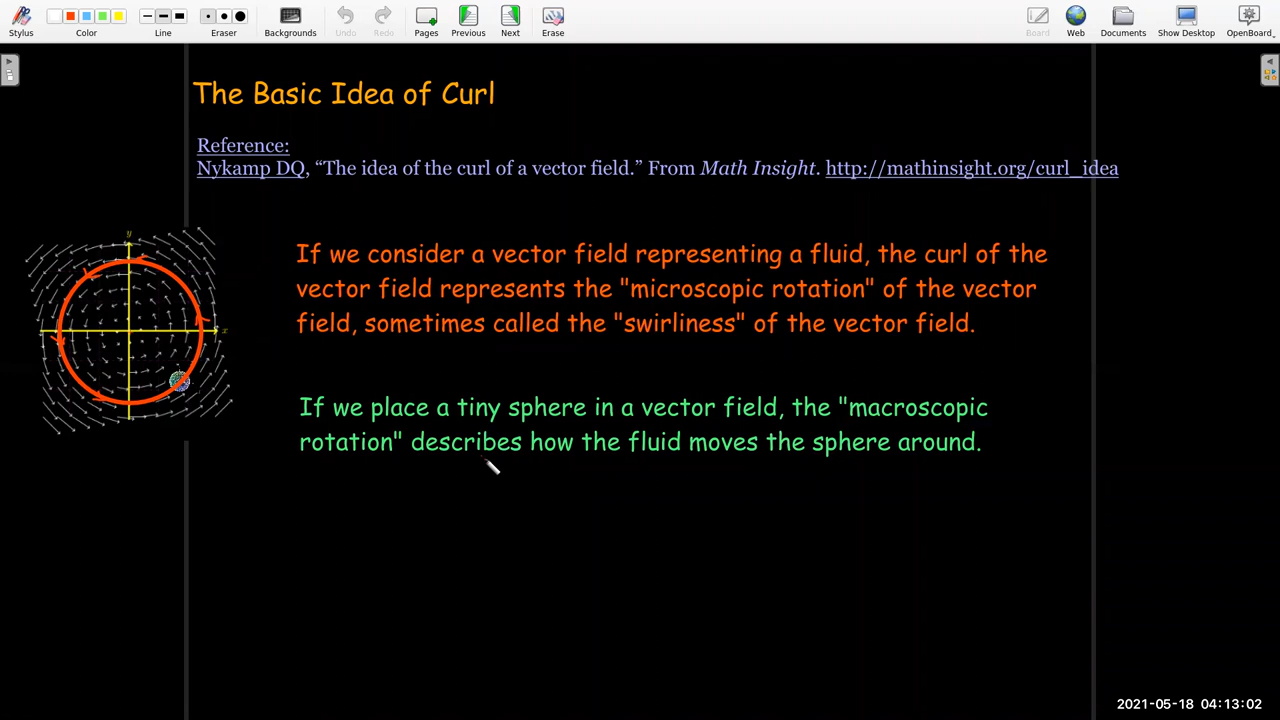 Stylus Color Line Eraser Backgrounds Undo Redo Pages Previous Next Erase Board Web Documents Show Desktop OpenBoard
The Basic Idea of Curl
Reference:
Nykamp DQ, “The idea of the curl of a vector field.” From Math Insight. http://mathinsight.org/curl_idea
y
x
If we consider a vector field representing a fluid, the curl of the
vector field represents the "microscopic rotation" of the vector
field, sometimes called the "swirliness" of the vector field.
If we place a tiny sphere in a vector field, the "macroscopic
rotation" describes how the fluid moves the sphere around.
2021-05-18 04:13:02